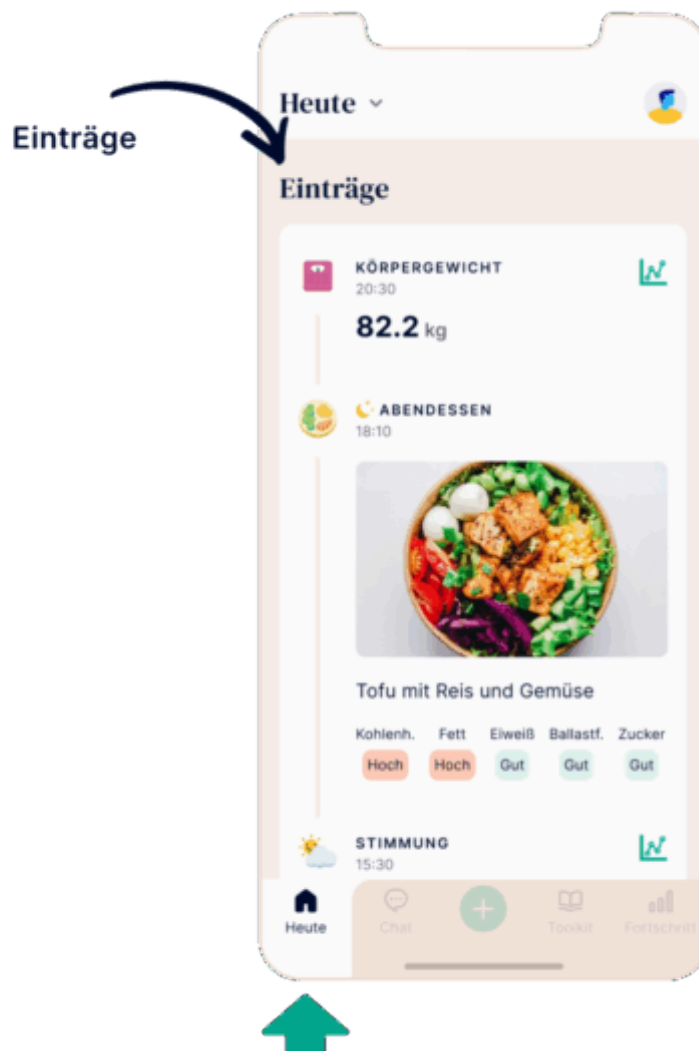 Einträge
Heute
Einträge
KÖRPERGEWICHT
20:30
82.2 kg
ABENDESSEN
18:10
Tofu mit Reis und Gemüse
Kohlenh. Fett Eiweiß Ballastf. Zucker
Hoch Hoch Gut Gut Gut
STIMMUNG
15:30
Heute Chat Toolkit Fortschritt